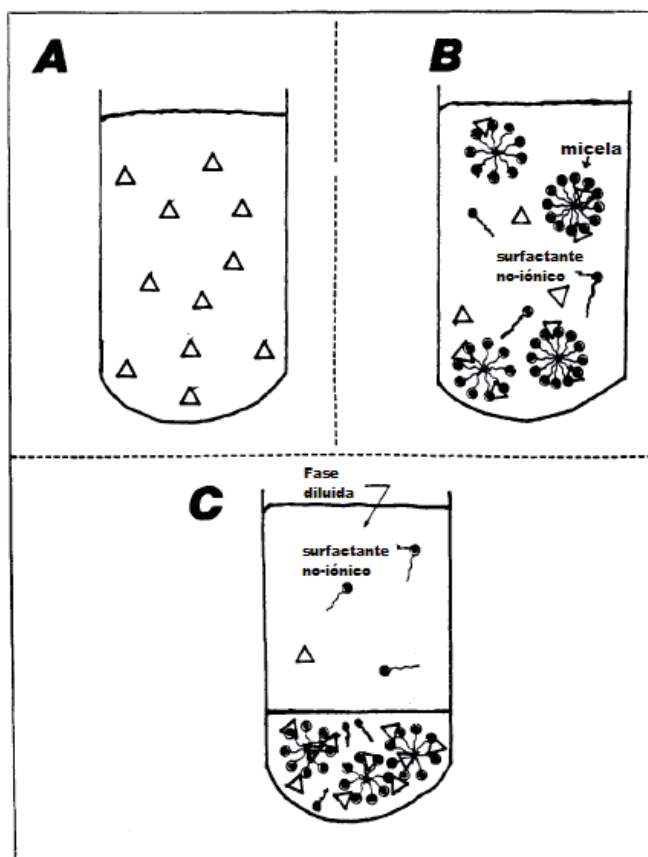 A
B
micela
surfactante
no-iónico
Fase
diluida
C
surfactante
no-iónico